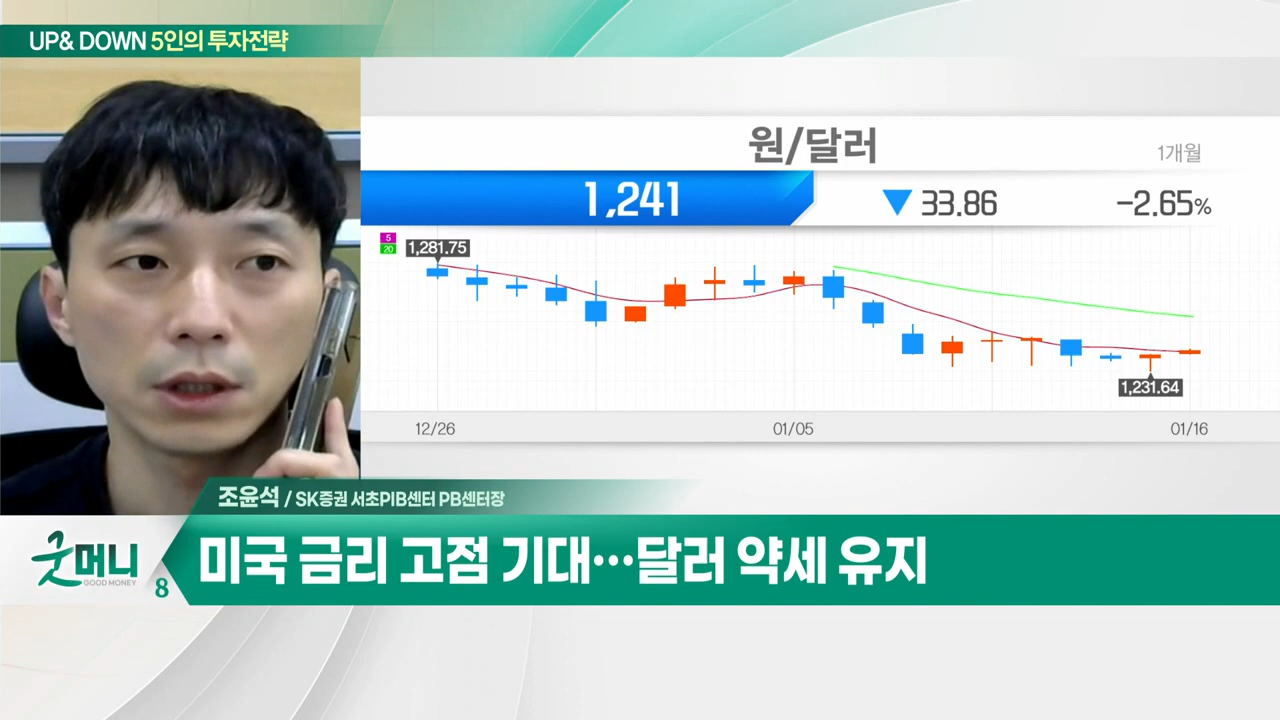 UP& DOWN 5인의 투자전략
원/달러
1개월
1,241 ▼ 33.86 -2.65%
5
20
1,281.75
1,231.64
12/26 01/05 01/16
조윤석 / SK증권 서초PIB센터 PB센터장
굿머니
GOOD MONEY
8
미국 금리 고점 기대…달러 약세 유지